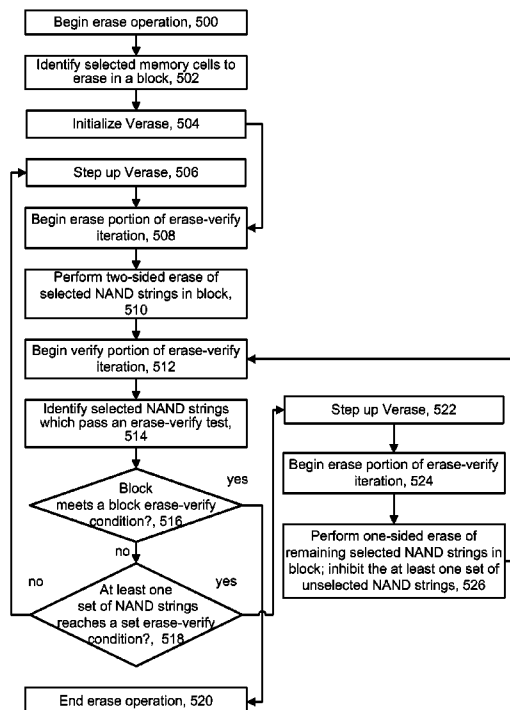 Begin erase operation, 500
Identify selected memory cells to
erase in a block, 502
Initialize Verase, 504
Step up Verase, 506
Begin erase portion of erase-verify
iteration, 508
Perform two-sided erase of
selected NAND strings in block,
510
Begin verify portion of erase-verify
iteration, 512
Identify selected NAND strings
which pass an erase-verify test,
514
Block
meets a block erase-verify
condition?, 516
yes
no
At least one
set of NAND strings
reaches a set erase-verify
condition?, 518
no
yes
Step up Verase, 522
Begin erase portion of erase-verify
iteration, 524
Perform one-sided erase of
remaining selected NAND strings in
block; inhibit the at least one set of
unselected NAND strings, 526
End erase operation, 520